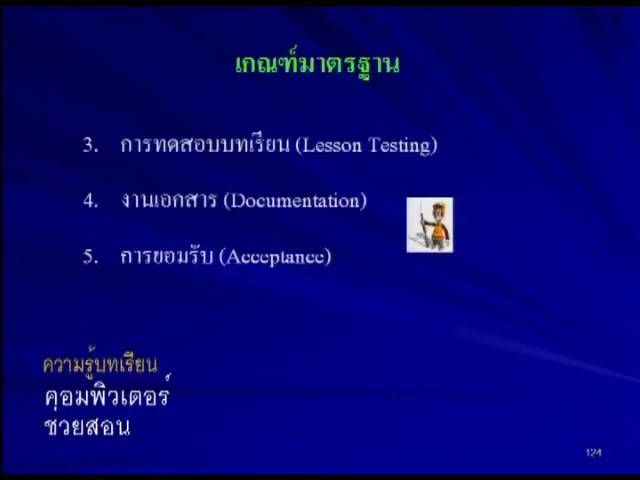 เกณฑ์มาตรฐาน
3. การทดสอบบทเรียน (Lesson Testing)
4. งานเอกสาร (Documentation)
5. การยอมรับ (Acceptance)
ความรู้บทเรียน
คอมพิวเตอร์
ชวยสอน
124